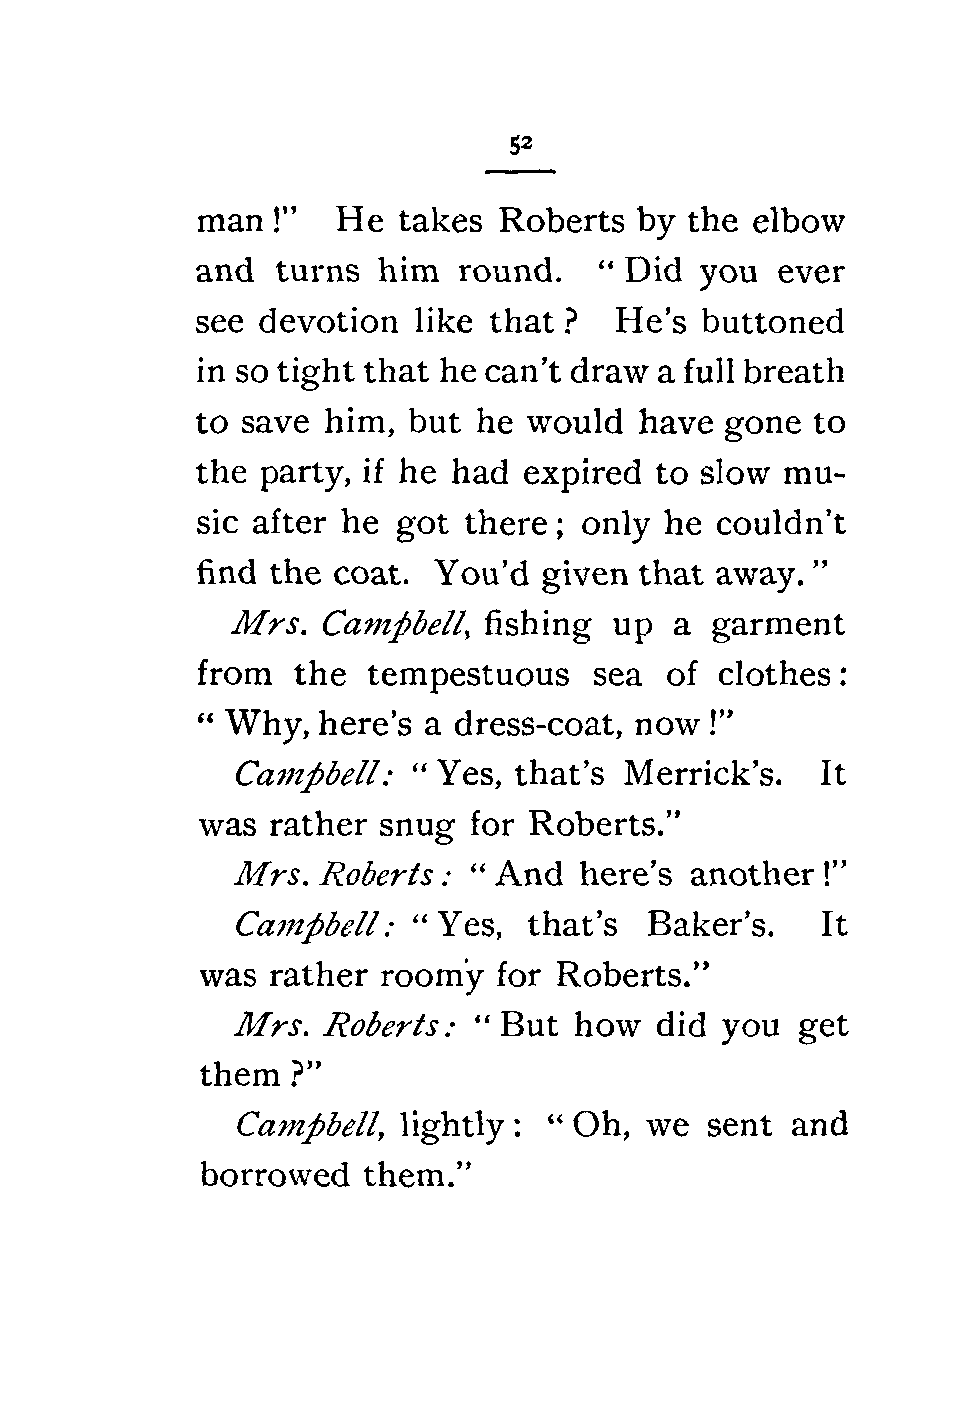 52
man!" He takes Roberts by the elbow
and turns him round. "Did you ever
see devotion like that? He's buttoned
in so tight that he can't draw a full breath
to save him, but he would have gone to
the party, if he had expired to slow mu-
sic after he got there; only he couldn't
find the coat. You'd given that away."
Mrs. Campbell, fishing up a garment
from the tempestuous sea of clothes:
"Why, here's a dress-coat, now!"
Campbell: "Yes, that's Merrick's. It
was rather snug for Roberts."
Mrs. Roberts: "And here's another!"
Campbell: "Yes, that's Baker's. It
was rather roomy for Roberts."
Mrs. Roberts: "But how did you get
them?"
Campbell, lightly: "Oh, we sent and
borrowed them."